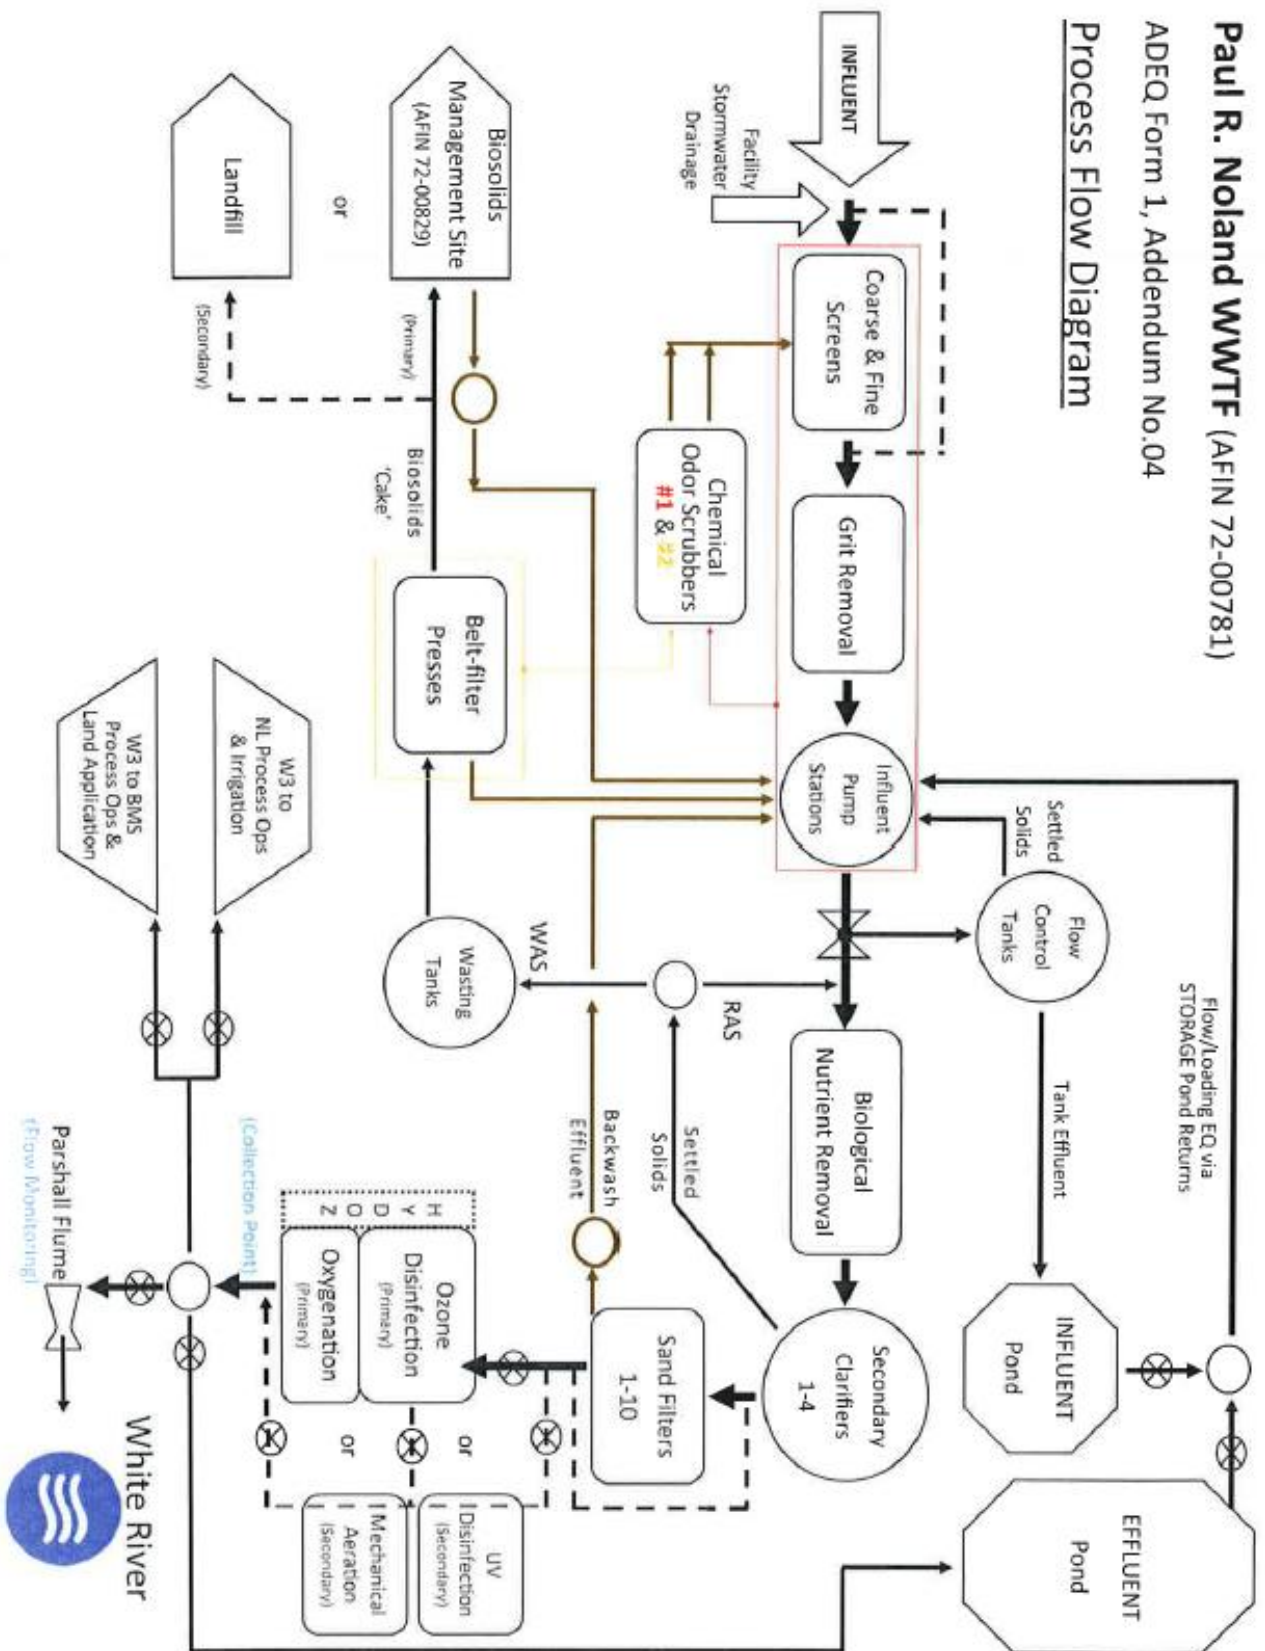 Paul R. Noland WWTF (AFIN 72-00781)
ADEQ Form 1, Addendum No.04
Process Flow Diagram
INFLUENT
Facility
Stormwater
Drainage
Coarse & Fine
Screens
Grit Removal
Influent
Pump
Stations
Settled
Solids
Flow
Control
Tanks
Flow/Loading EQ via
STORAGE Pond Returns
Tank Effluent
INFLUENT
Pond
EFFLUENT
Pond
Biological
Nutrient Removal
Secondary
Clarifiers
1-4
Chemical
Odor Scrubbers
#1 & #2
RAS
WAS
Settled
Solids
Sand Filters
1-10
Backwash
Effluent
Biosolids
Management Site
(AFIN 72-00829)
or
Landfill
(Primary)
(Secondary)
Biosolids
'Cake'
Belt-filter
Presses
Wasting
Tanks
W3 to
NL Process Ops
& Irrigation
W3 to BMS
Process Ops &
Land Application
H
Y
D
O
Z
Ozone
Disinfection
(Primary)
Oxygenation
(Primary)
or
or
UV
Disinfection
(Secondary)
Mechanical
Aeration
(Secondary)
(Collection Point)
Parshall Flume
(Flow Monitoring)
White River